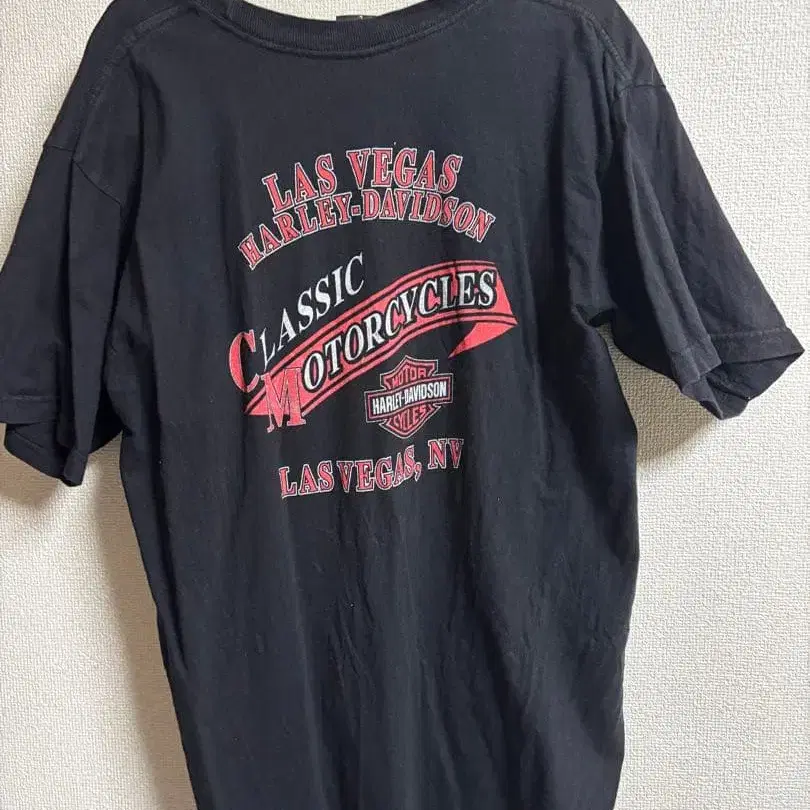 LAS VEGAS
HARLEY-DAVIDSON
CLASSIC
MOTORCYCLES
MOTOR
HARLEY-DAVIDSON
CYCLES
LAS VEGAS, NV